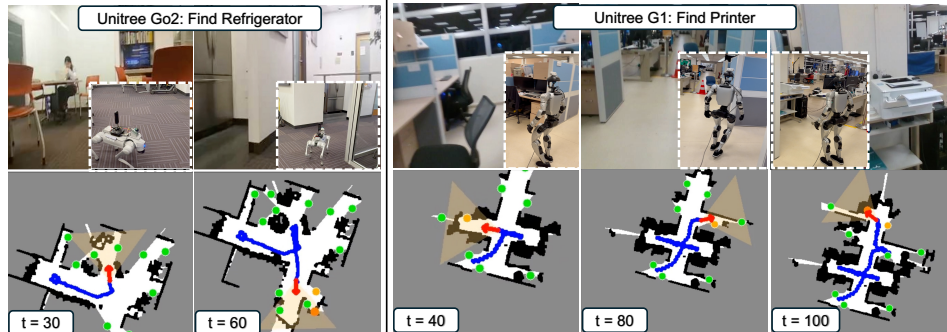 Unitree Go2: Find Refrigerator
Unitree G1: Find Printer
t = 30
t = 60
t = 40
t = 80
t = 100